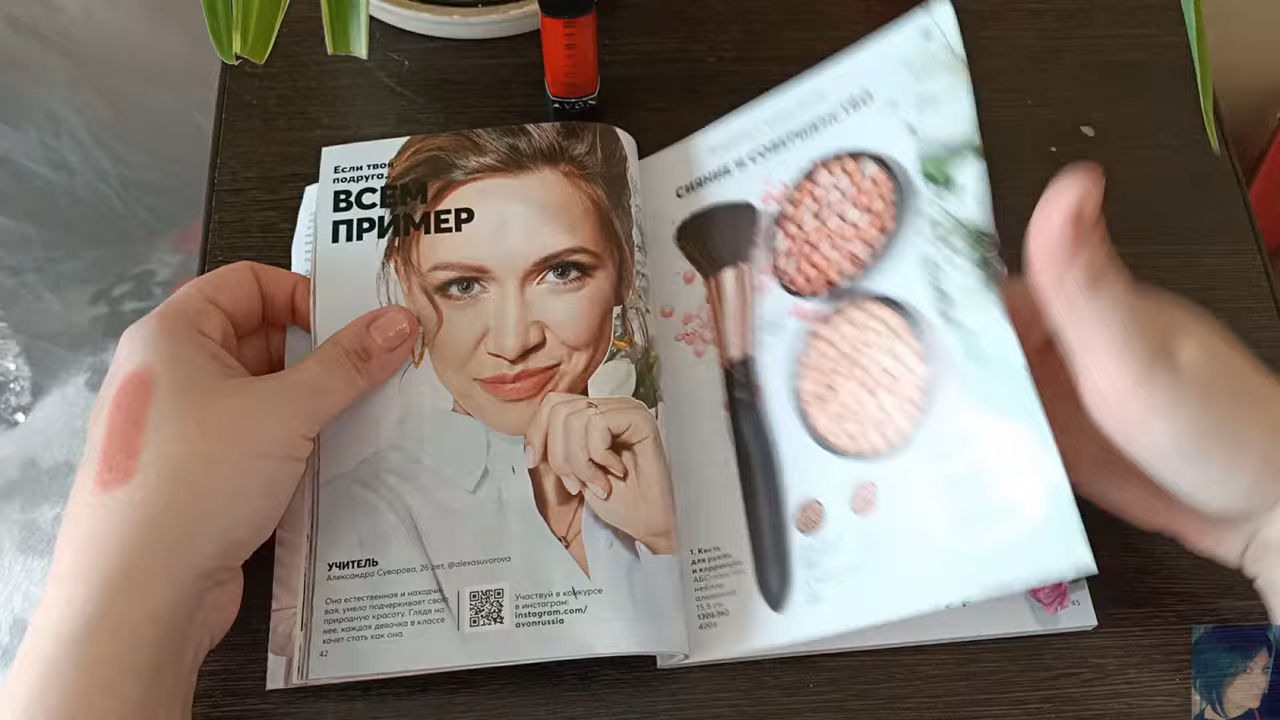 AVON
Если твоя
подруга...
ВСЕМ
ПРИМЕР
УЧИТЕЛЬ
Александра Суворова, 26 лет, @alexasuvorova
Она естественная и находчи-
вая, умело подчеркивает свою
природную красоту. Глядя на
нее, каждая девочка в классе
хочет стать как она.
Участвуй в конкурсе
в инстаграм:
instagram.com/
avonrussia
42
СИЯНИЕ И СОВЕРШЕНСТВО
1. Кисть
для румян
и коррекции
45